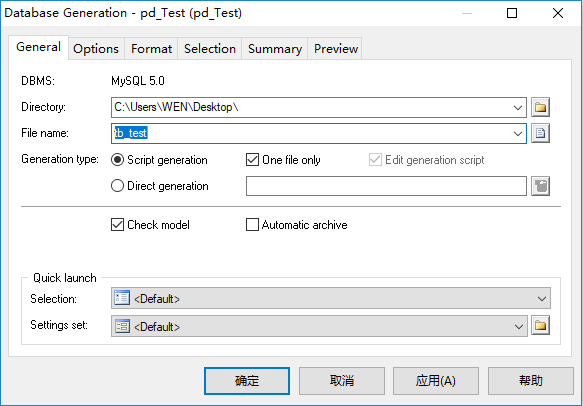 Database Generation - pd_Test (pd_Test)
General Options Format Selection Summary Preview
DBMS: MySQL 5.0
Directory: C:\Users\WEN\Desktop\
File name: tb_test
Generation type: Script generation One file only Edit generation script
Direct generation
Check model Automatic archive
Quick launch
Selection: <Default>
Settings set: <Default>
确定 取消 应用(A) 帮助